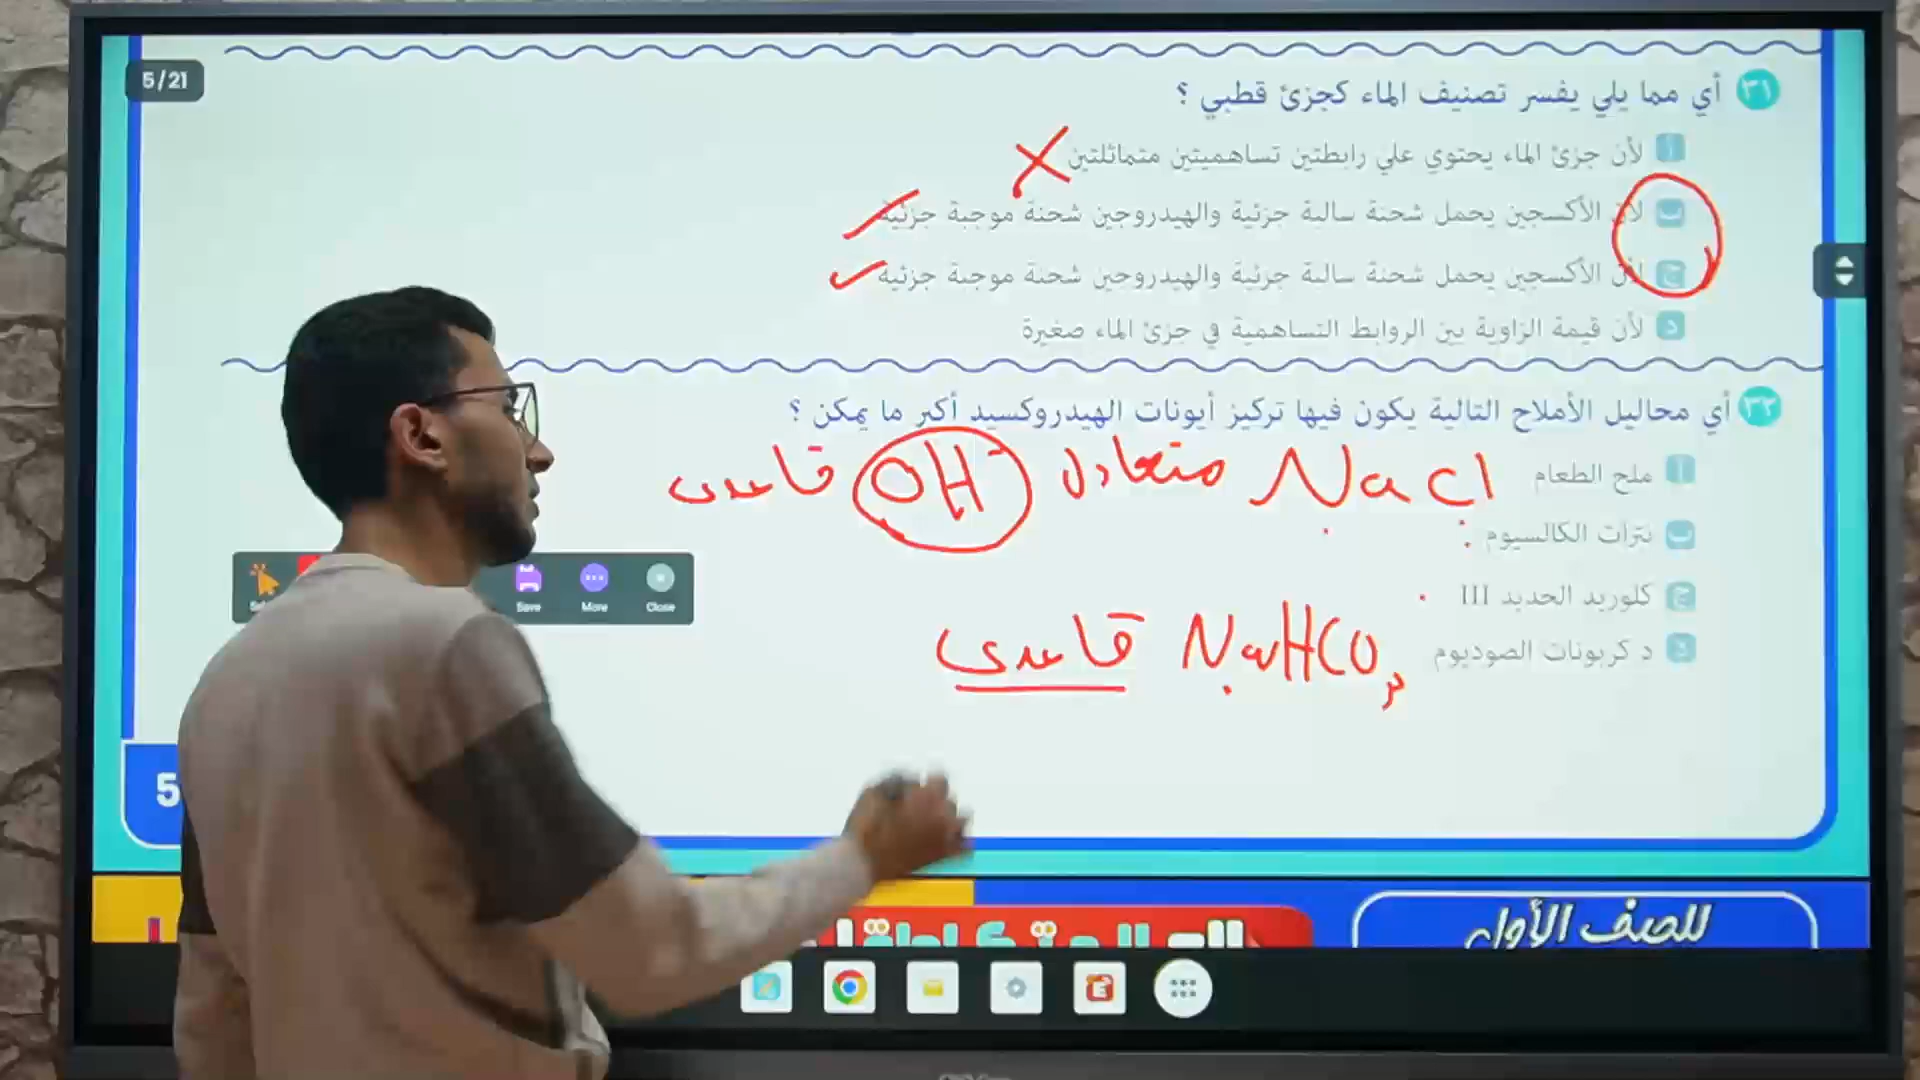 5/21
٣١ أي مما يلي يفسر تصنيف الماء كجزئ قطبي ؟
أ لأن جزئ الماء يحتوي علي رابطتين تساهميتين متماثلتين
ب لأن الأكسجين يحمل شحنة سالبة جزئية والهيدروجين شحنة موجبة جزئية
ج لأن الأكسجين يحمل شحنة سالبة جزئية والهيدروجين شحنة موجبة جزئية
د لأن قيمة الزاوية بين الروابط التساهمية في جزئ الماء صغيرة
٣٢ أي محاليل الأملاح التالية يكون فيها تركيز أيونات الهيدروكسيد أكبر ما يمكن ؟
أ ملح الطعام NaCl متعادل OH⁻ قاعدى
ب نترات الكالسيوم
ج كلوريد الحديد III
د د كربونات الصوديوم NaHCO₃ قاعدى
Save More Close
5
للصف الأول